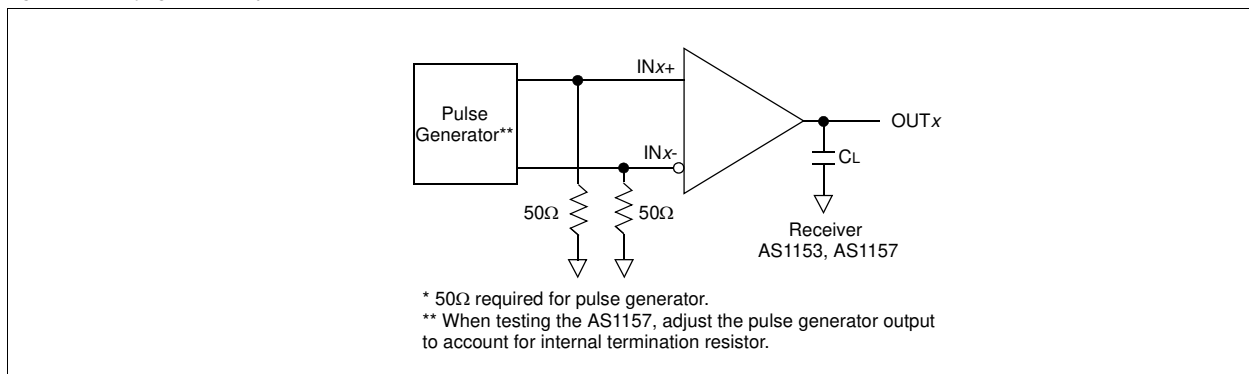 INx+
Pulse
Generator**
OUTx
INx-
CL
50Ω
50Ω
Receiver
AS1153, AS1157
* 50Ω required for pulse generator.
** When testing the AS1157, adjust the pulse generator output
to account for internal termination resistor.